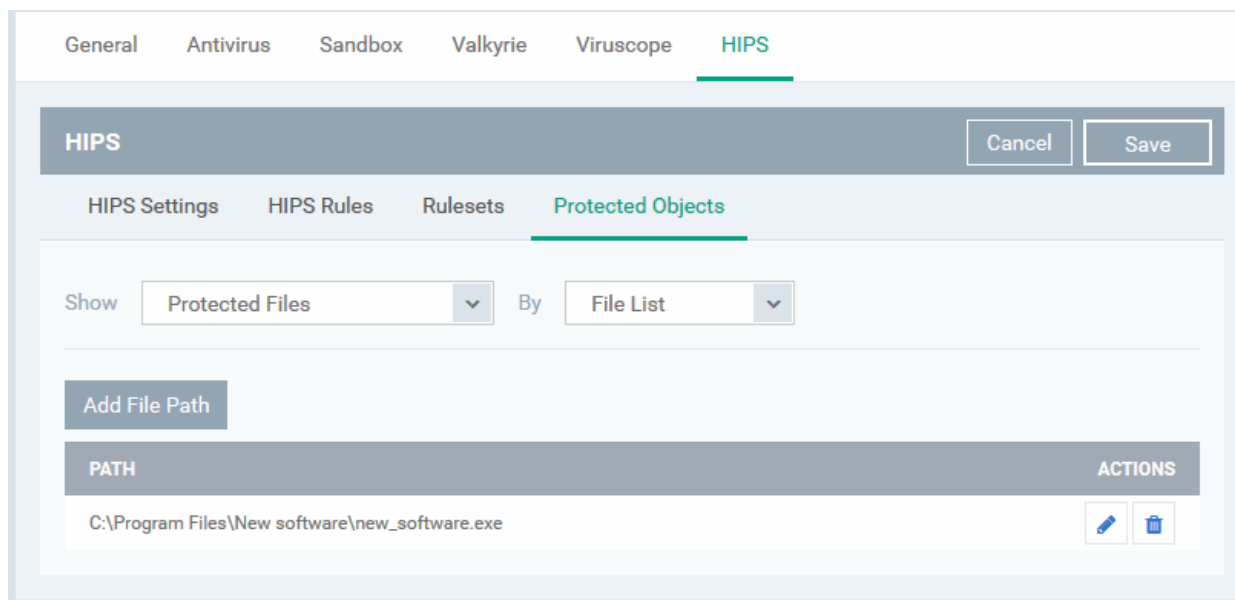 General Antivirus Sandbox Valkyrie Viruscope HIPS
HIPS Cancel Save
HIPS Settings HIPS Rules Rulesets Protected Objects
Show Protected Files By File List
Add File Path
PATH ACTIONS
C:\Program Files\New software\new_software.exe